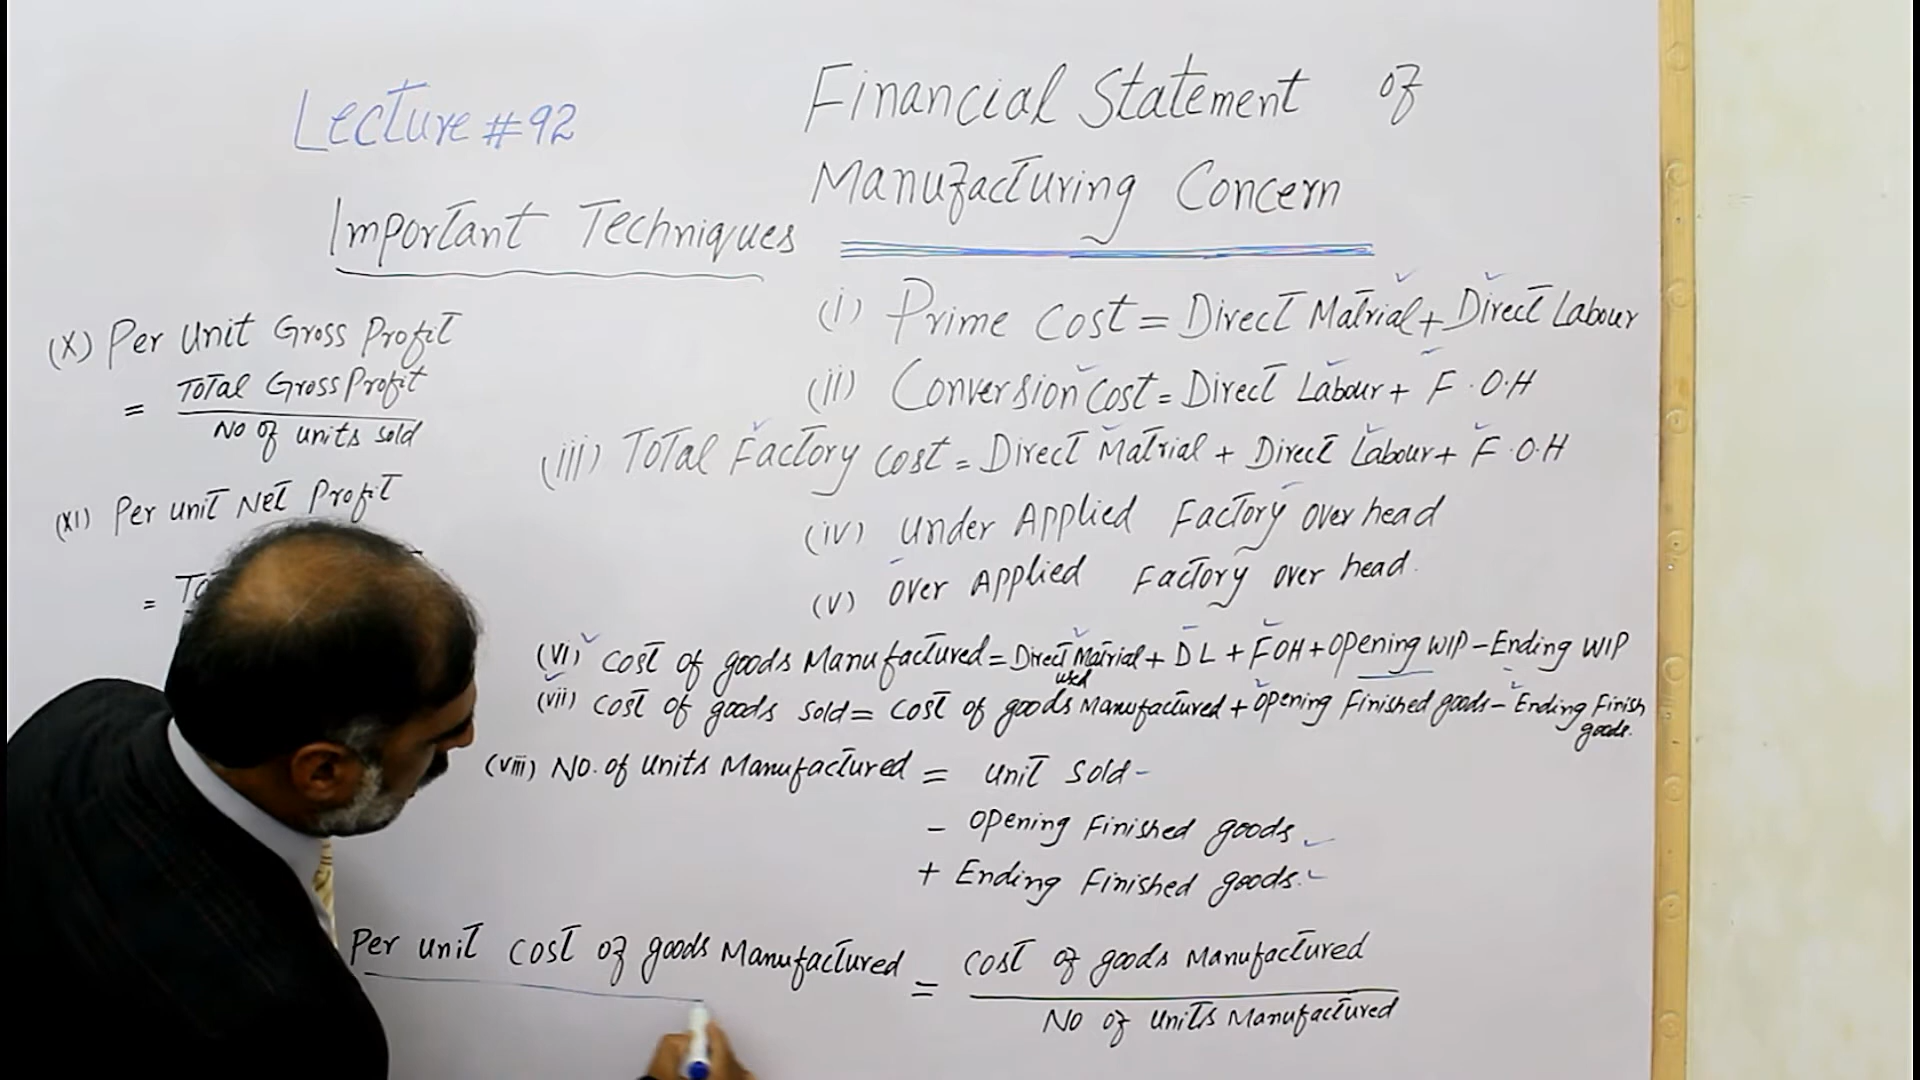 Lecture #92
Important Techniques
Financial Statement of
Manufacturing Concern
(i) Prime Cost = Direct Matrial + Direct Labour
(ii) Conversion Cost = Direct Labour + F.O.H
(iii) Total Factory Cost = Direct Matrial + Direct Labour + F.O.H
(iv) Under Applied Factory Over head
(v) Over Applied Factory Over head.
(vi) Cost of goods Manufactured = Direct Matrial + DL + FOH + Opening WIP - Ending WIP
used
(vii) Cost of goods Sold = Cost of goods Manufactured + Opening Finished goods - Ending Finish
goods.
(viii) No. of Units Manufactured = Unit Sold
- Opening Finished goods
+ Ending Finished goods.
Per Unit Cost of goods Manufactured = Cost of goods Manufactured
No of Units Manufactured
(X) Per Unit Gross Profit
= Total Gross Profit
No of Units Sold
(XI) Per Unit Net Profit
=